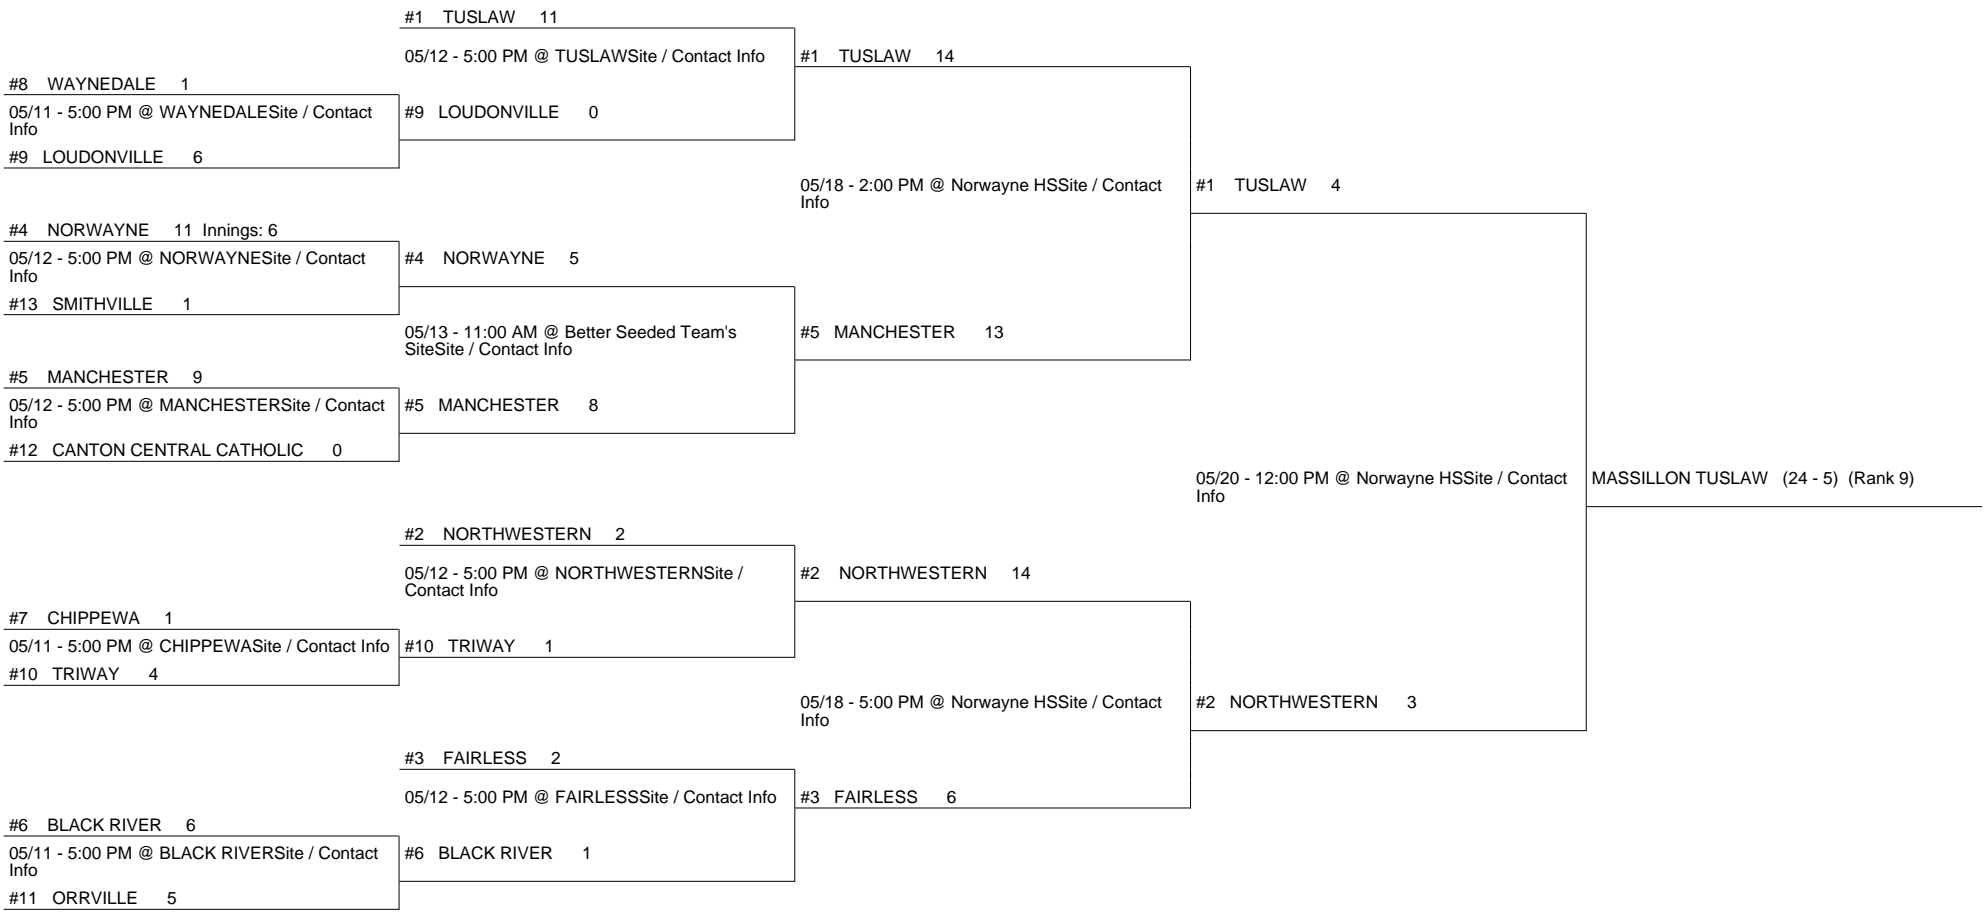 #1 TUSLAW 11
05/12 - 5:00 PM @ TUSLAWSite / Contact Info
#1 TUSLAW 14
#8 WAYNEDALE 1
05/11 - 5:00 PM @ WAYNEDALESite / Contact
Info
#9 LOUDONVILLE 0
#9 LOUDONVILLE 6
05/18 - 2:00 PM @ Norwayne HSSite / Contact
Info
#1 TUSLAW 4
#4 NORWAYNE 11 Innings: 6
05/12 - 5:00 PM @ NORWAYNESite / Contact
Info
#4 NORWAYNE 5
#13 SMITHVILLE 1
05/13 - 11:00 AM @ Better Seeded Team's
SiteSite / Contact Info
#5 MANCHESTER 13
#5 MANCHESTER 9
05/12 - 5:00 PM @ MANCHESTERSite / Contact
Info
#5 MANCHESTER 8
#12 CANTON CENTRAL CATHOLIC 0
05/20 - 12:00 PM @ Norwayne HSSite / Contact
Info
MASSILLON TUSLAW (24 - 5) (Rank 9)
#2 NORTHWESTERN 2
05/12 - 5:00 PM @ NORTHWESTERNSite /
Contact Info
#2 NORTHWESTERN 14
#7 CHIPPEWA 1
05/11 - 5:00 PM @ CHIPPEWASite / Contact Info
#10 TRIWAY 1
#10 TRIWAY 4
05/18 - 5:00 PM @ Norwayne HSSite / Contact
Info
#2 NORTHWESTERN 3
#3 FAIRLESS 2
05/12 - 5:00 PM @ FAIRLESSSite / Contact Info
#3 FAIRLESS 6
#6 BLACK RIVER 6
05/11 - 5:00 PM @ BLACK RIVERSite / Contact
Info
#6 BLACK RIVER 1
#11 ORRVILLE 5